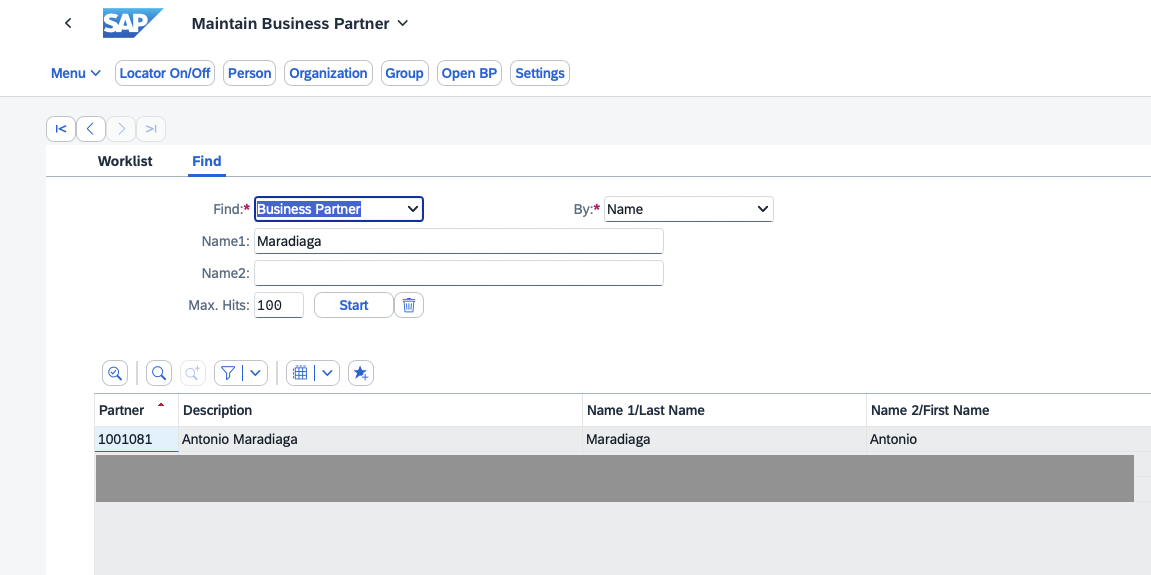 SAP Maintain Business Partner
Menu Locator On/Off Person Organization Group Open BP Settings
Worklist Find
Find:* Business Partner By:* Name
Name1: Maradiaga
Name2:
Max. Hits: 100 Start
Partner Description Name 1/Last Name Name 2/First Name
1001081 Antonio Maradiaga Maradiaga Antonio